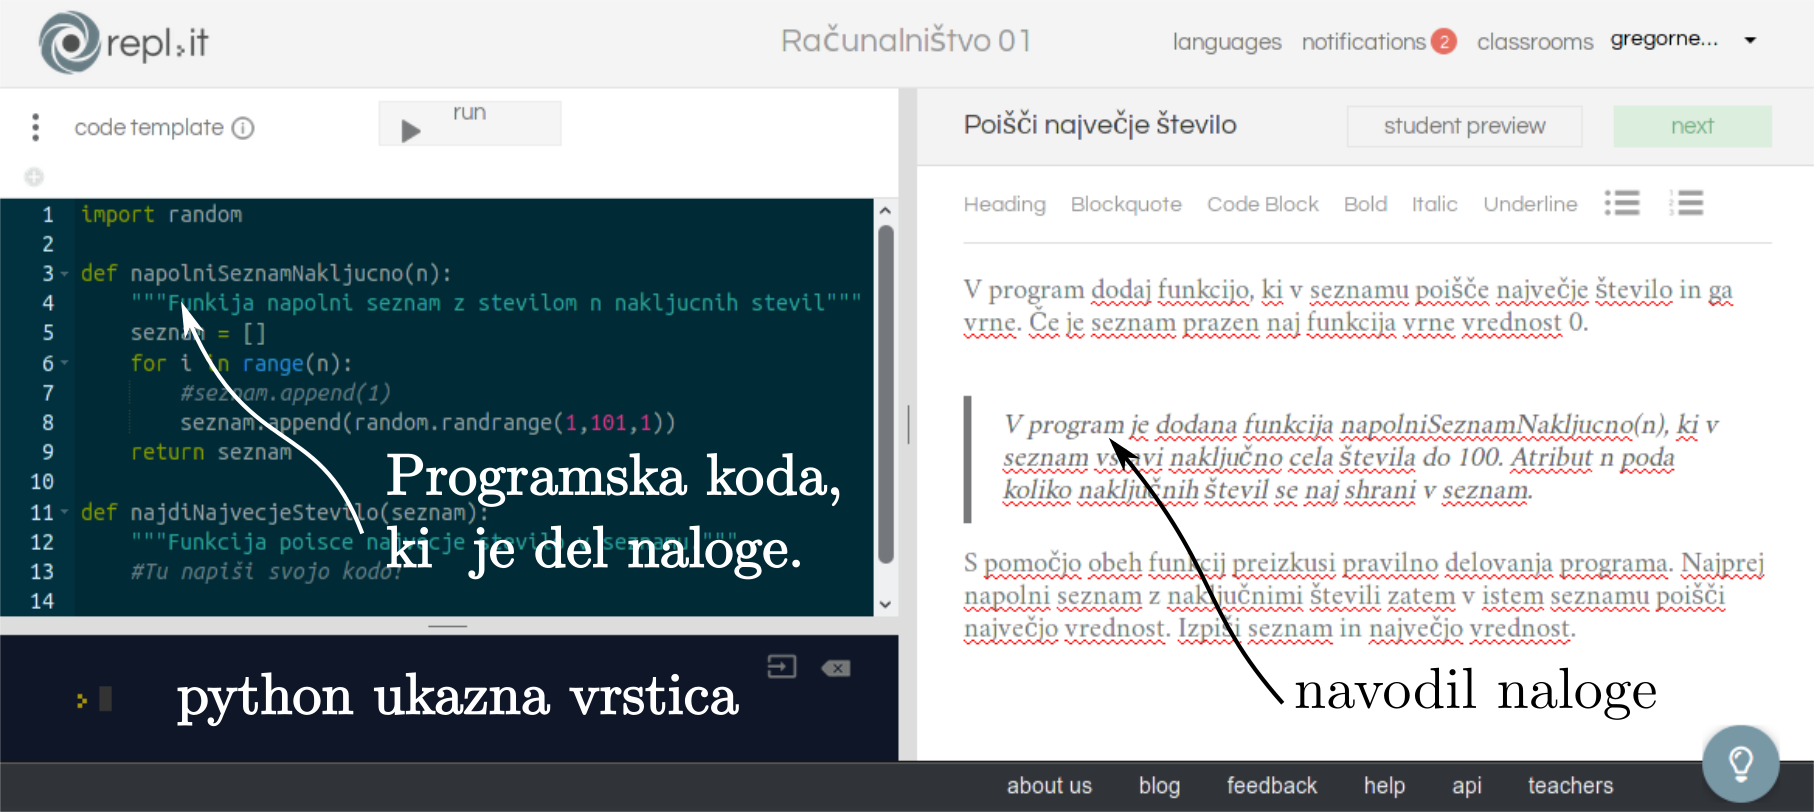 repl.it
Računalništvo 01
languages notifications 2 classrooms gregorne...
code template
run
1 import random
2
3 def napolniSeznamNakljucno(n):
4 """Funkija napolni seznam z stevilom n nakljucnih stevil"""
5 seznam = []
6 for i in range(n):
7 #seznam.append(1)
8 seznam.append(random.randrange(1,101,1))
9 return seznam
10
11 def najdiNajvecjeStevilo(seznam):
12 """Funkcija poisce najvecje stevilo v seznamu """
13 #Tu napiši svojo kodo!
14
Programska koda,
ki je del naloge.
python ukazna vrstica
Poišči največje število
student preview
next
Heading Blockquote Code Block Bold Italic Underline
V program dodaj funkcijo, ki v seznamu poišče največje število in ga
vrne. Če je seznam prazen naj funkcija vrne vrednost 0.
V program je dodana funkcija napolniSeznamNakljucno(n), ki v
seznam vstavi naključno cela števila do 100. Atribut n poda
koliko naključnih števil se naj shrani v seznam.
S pomočjo obeh funkcij preizkusi pravilno delovanja programa. Najprej
napolni seznam z naključnimi števili zatem v istem seznamu poišči
največjo vrednost. Izpiši seznam in največjo vrednost.
navodil naloge
about us blog feedback help api teachers